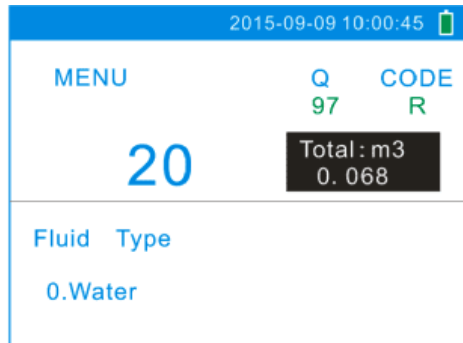 2015-09-09 10:00:45
MENU Q CODE
97 R
20 Total:m3
0.068
Fluid Type
0.Water